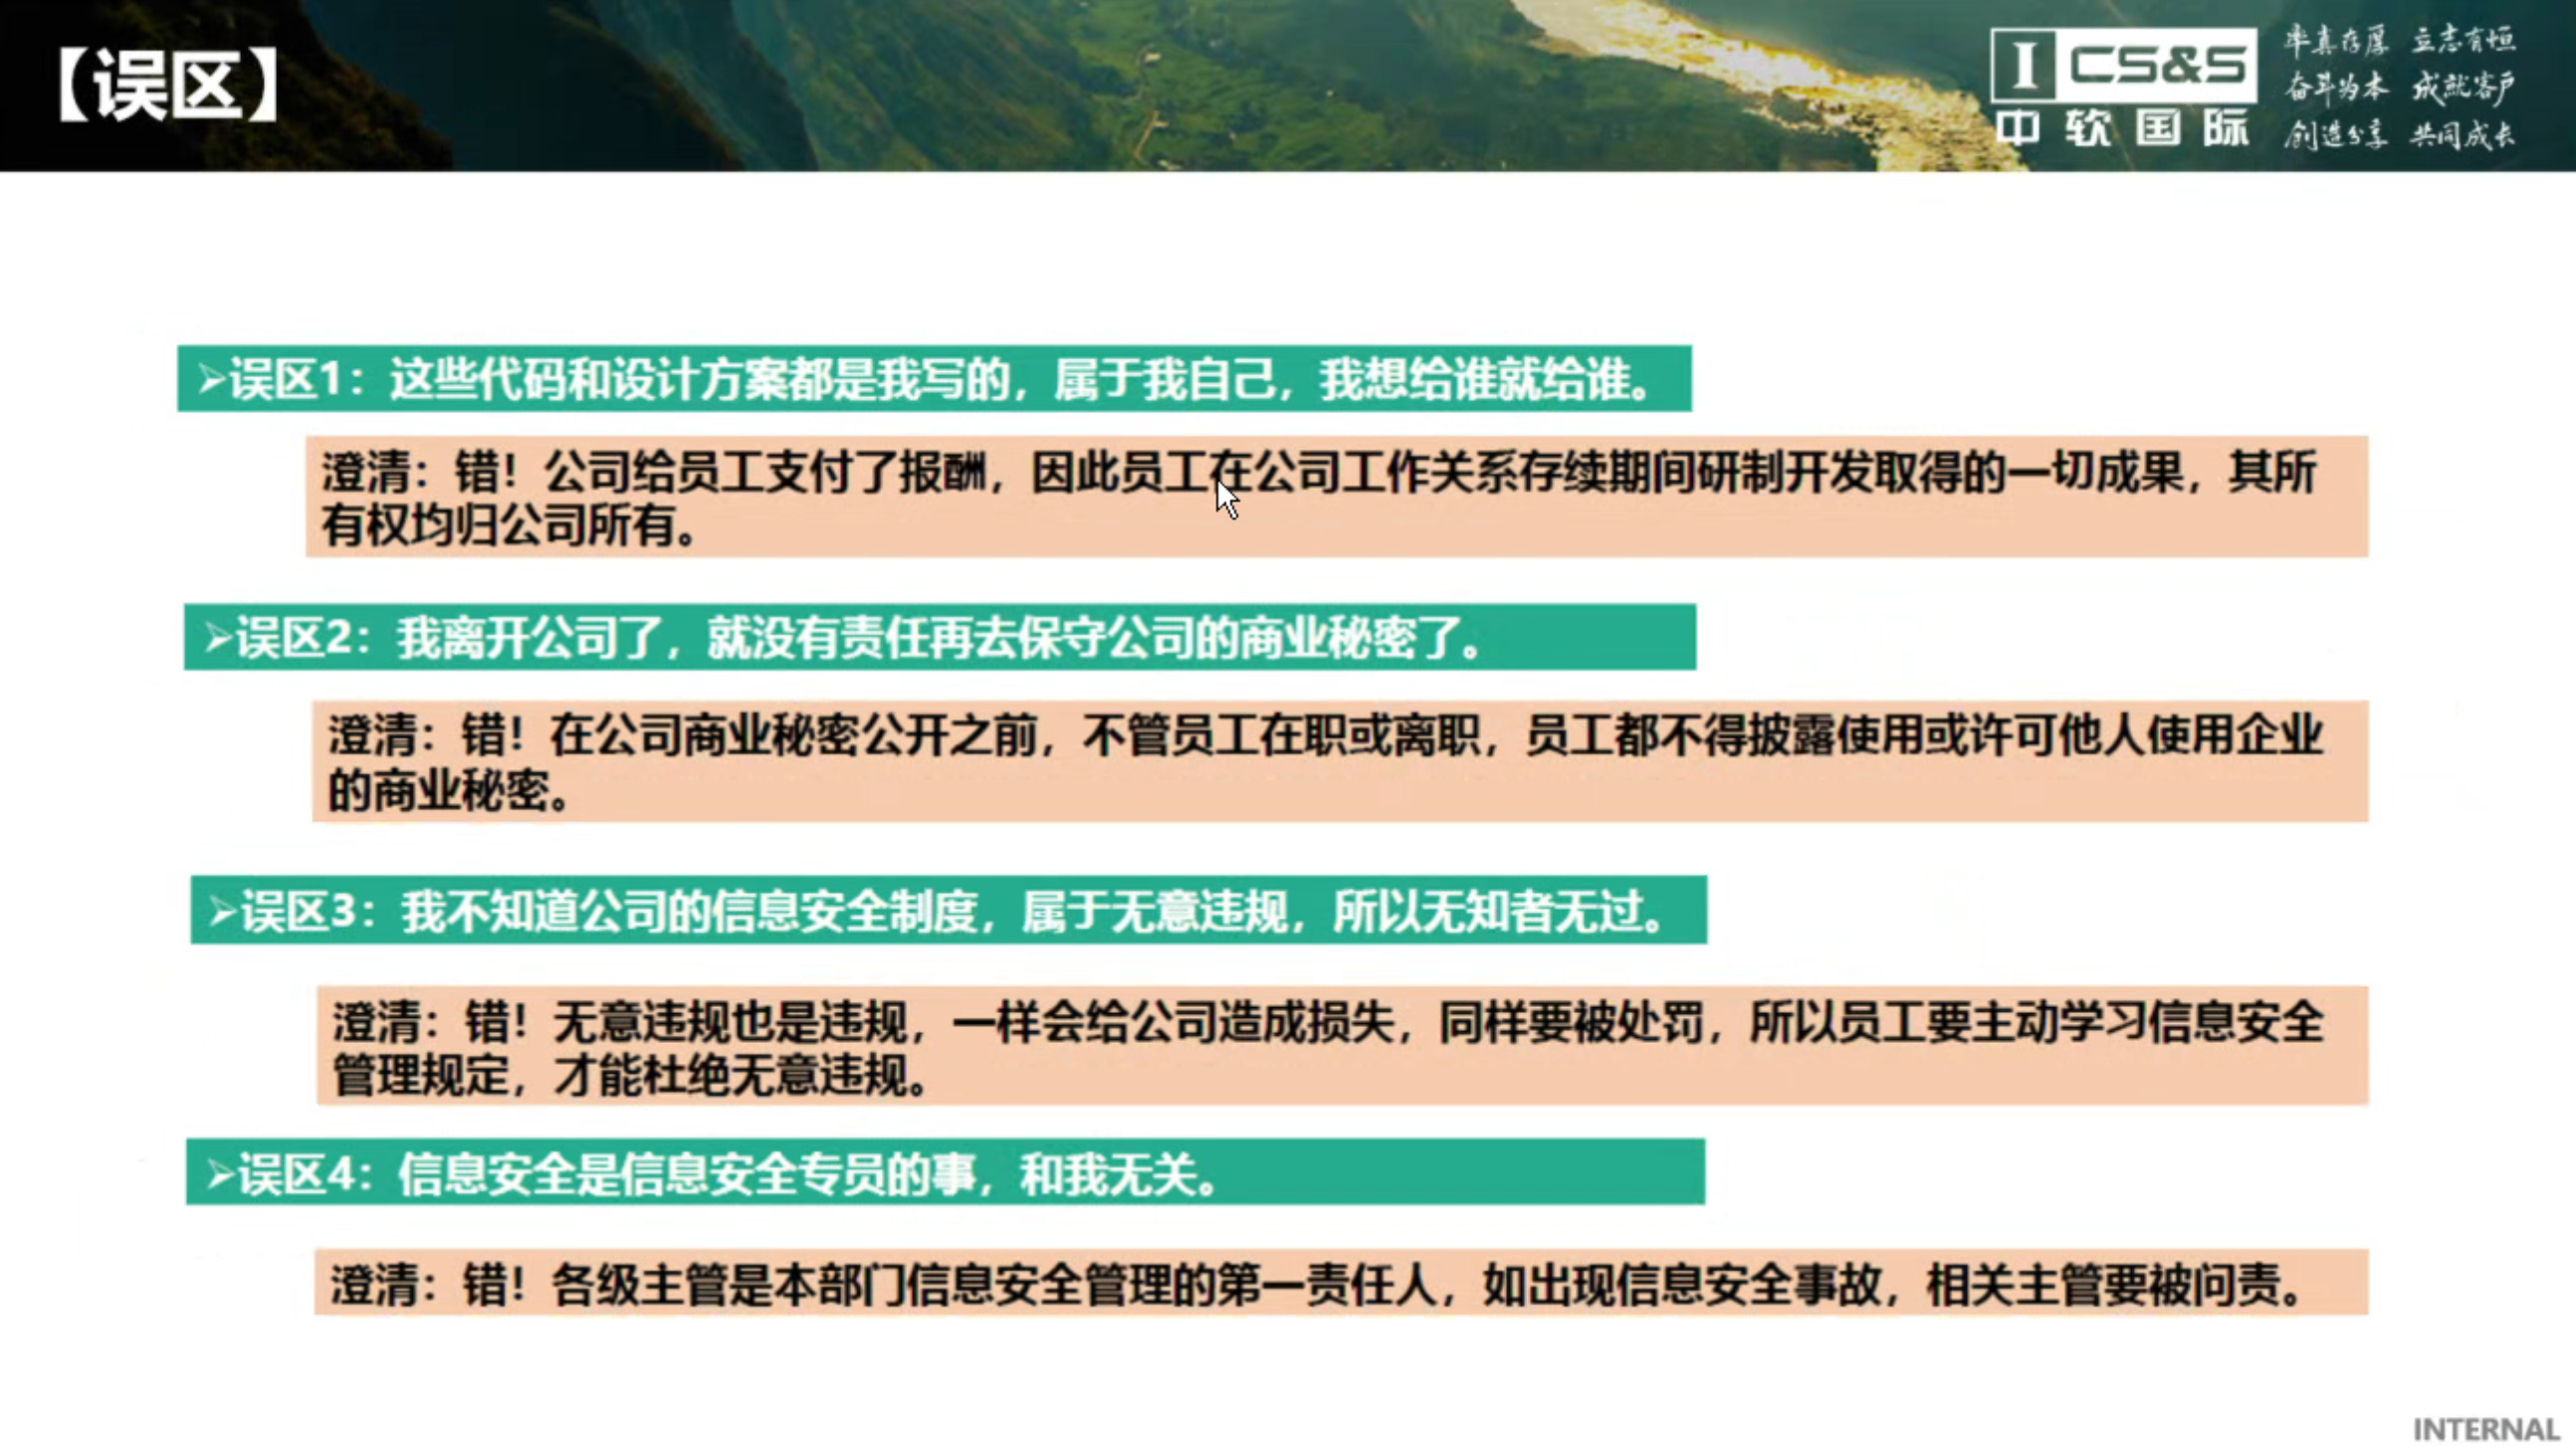 【误区】
I CS&S
中软国际
率真存厚 立志有恒
奋斗为本 成就客户
创造分享 共同成长
➢误区1：这些代码和设计方案都是我写的，属于我自己，我想给谁就给谁。
澄清：错！公司给员工支付了报酬，因此员工在公司工作关系存续期间研制开发取得的一切成果，其所
有权均归公司所有。
➢误区2：我离开公司了，就没有责任再去保守公司的商业秘密了。
澄清：错！在公司商业秘密公开之前，不管员工在职或离职，员工都不得披露使用或许可他人使用企业
的商业秘密。
➢误区3：我不知道公司的信息安全制度，属于无意违规，所以无知者无过。
澄清：错！无意违规也是违规，一样会给公司造成损失，同样要被处罚，所以员工要主动学习信息安全
管理规定，才能杜绝无意违规。
➢误区4：信息安全是信息安全专员的事，和我无关。
澄清：错！各级主管是本部门信息安全管理的第一责任人，如出现信息安全事故，相关主管要被问责。
INTERNAL